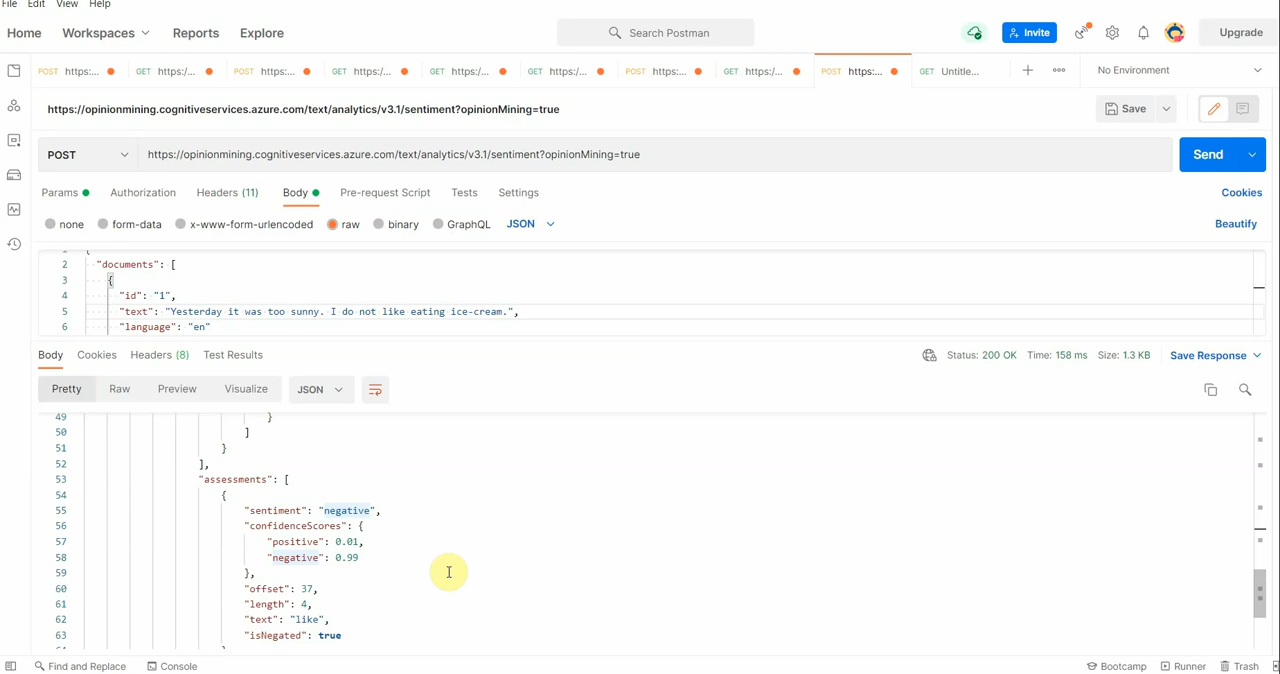 File Edit View Help
Home Workspaces Reports Explore Search Postman Invite Upgrade
POST https:... GET https:/... POST https:... GET https:/... GET https:/... GET https:/... POST https:... GET https:/... POST https:... GET Untitle... No Environment
https://opinionmining.cognitiveservices.azure.com/text/analytics/v3.1/sentiment?opinionMining=true Save
POST https://opinionmining.cognitiveservices.azure.com/text/analytics/v3.1/sentiment?opinionMining=true Send
Params Authorization Headers (11) Body Pre-request Script Tests Settings Cookies
none form-data x-www-form-urlencoded raw binary GraphQL JSON Beautify
2 "documents": [
3 {
4 "id": "1",
5 "text": "Yesterday it was too sunny. I do not like eating ice-cream.",
6 "language": "en"
Body Cookies Headers (8) Test Results Status: 200 OK Time: 158 ms Size: 1.3 KB Save Response
Pretty Raw Preview Visualize JSON
49 }
50 ]
51 }
52 ],
53 "assessments": [
54 {
55 "sentiment": "negative",
56 "confidenceScores": {
57 "positive": 0.01,
58 "negative": 0.99
59 },
60 "offset": 37,
61 "length": 4,
62 "text": "like",
63 "isNegated": true
Find and Replace Console Bootcamp Runner Trash